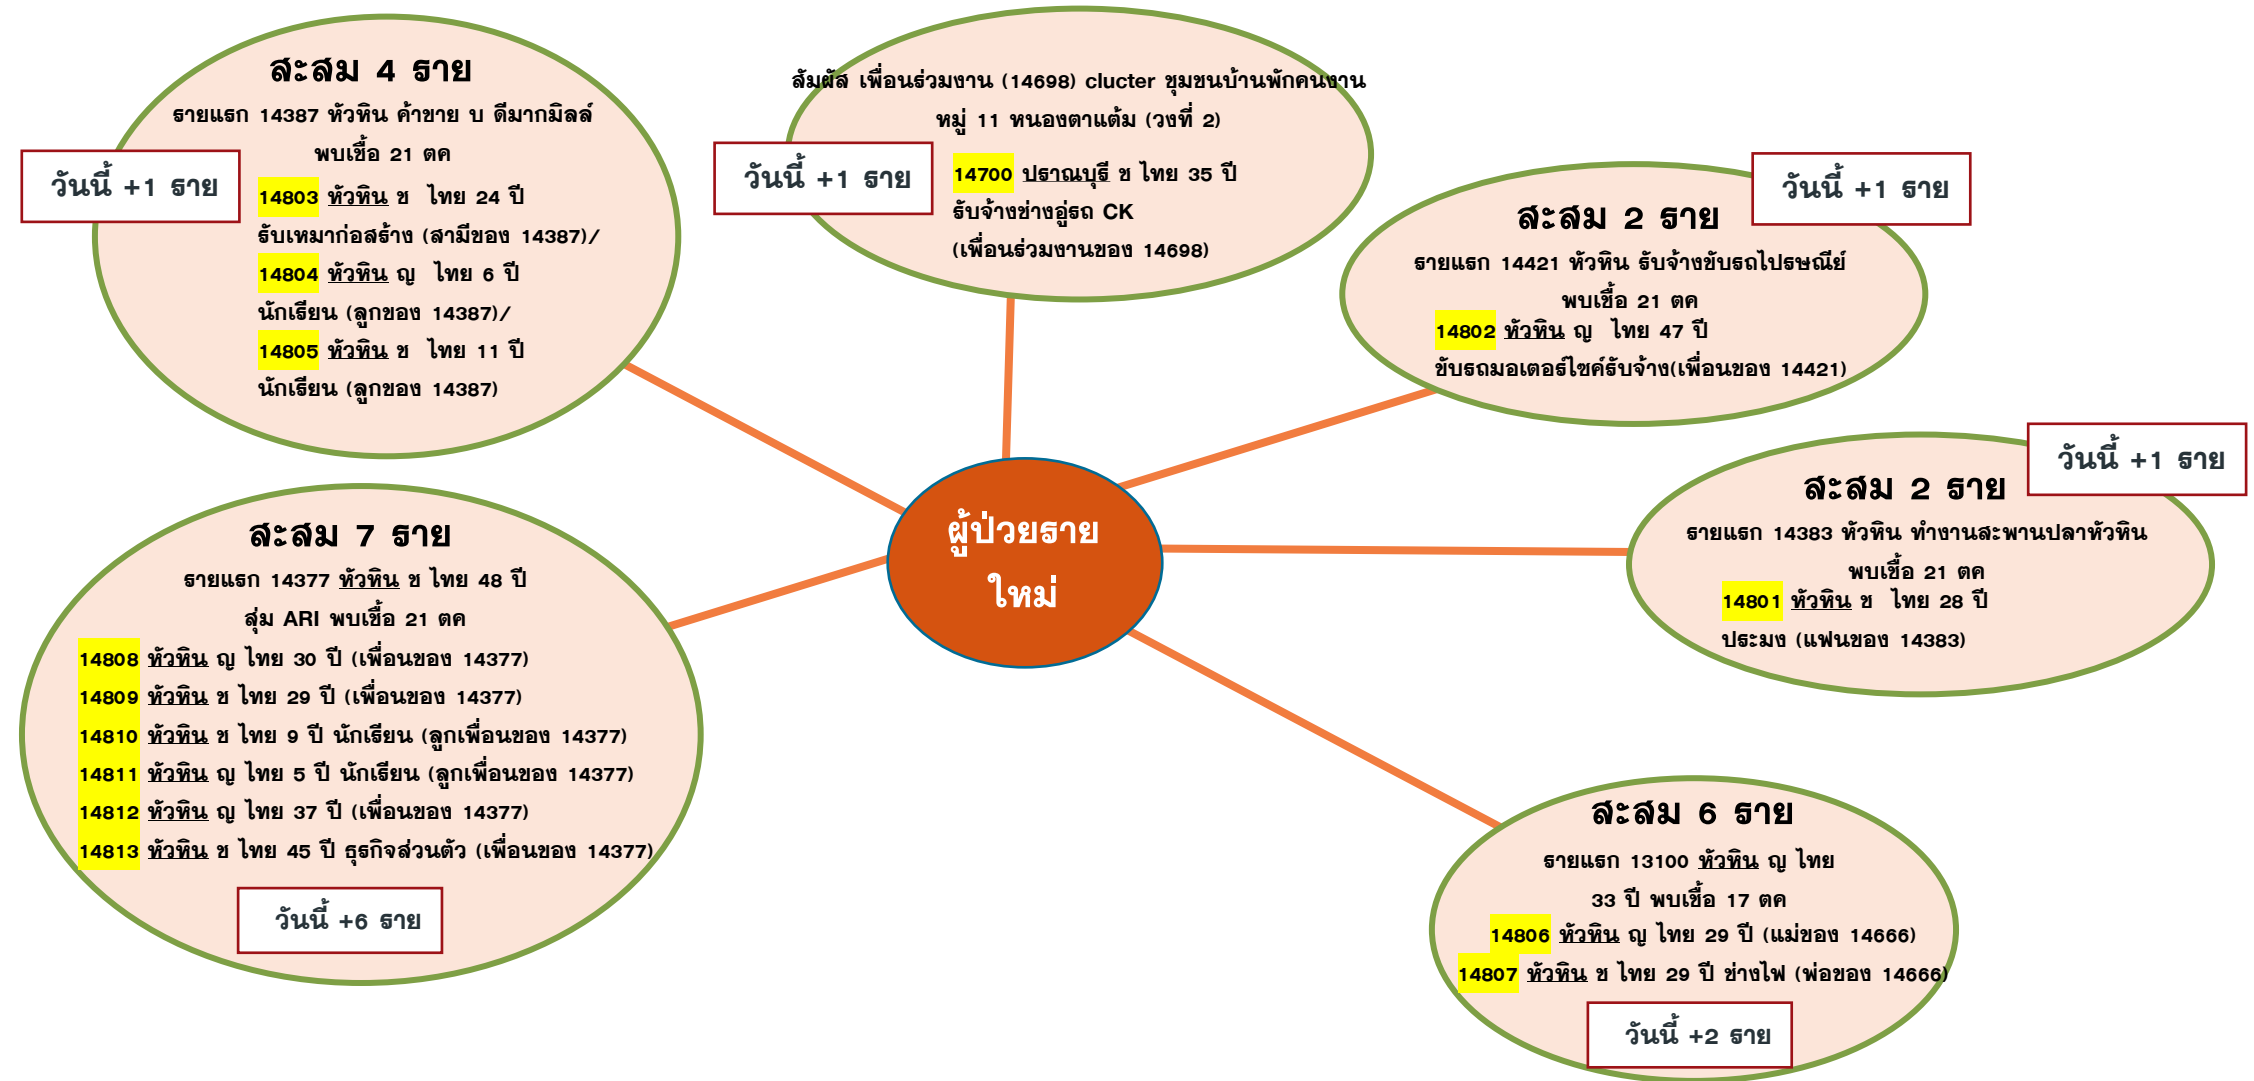 สะสม 4 ราย
รายแรก 14387 หัวหิน ค้าขาย บ ดีมากมิลล์
พบเชื้อ 21 ตค
วันนี้ +1 ราย
14803 หัวหิน ช ไทย 24 ปี
รับเหมาก่อสร้าง (สามีของ 14387)/
14804 หัวหิน ญ ไทย 6 ปี
นักเรียน (ลูกของ 14387)/
14805 หัวหิน ช ไทย 11 ปี
นักเรียน (ลูกของ 14387)
สัมผัส เพื่อนร่วมงาน (14698) clucter ชุมชนบ้านพักคนงาน
หมู่ 11 หนองตาแต้ม (วงที่ 2)
วันนี้ +1 ราย
14700 ปราณบุรี ช ไทย 35 ปี
รับจ้างช่างอู่รถ CK
(เพื่อนร่วมงานของ 14698)
วันนี้ +1 ราย
สะสม 2 ราย
รายแรก 14421 หัวหิน รับจ้างขับรถไปรษณีย์
พบเชื้อ 21 ตค
14802 หัวหิน ญ ไทย 47 ปี
ขับรถมอเตอร์ไซค์รับจ้าง(เพื่อนของ 14421)
วันนี้ +1 ราย
สะสม 2 ราย
รายแรก 14383 หัวหิน ทำงานสะพานปลาหัวหิน
พบเชื้อ 21 ตค
14801 หัวหิน ช ไทย 28 ปี
ประมง (แฟนของ 14383)
ผู้ป่วยราย
ใหม่
สะสม 7 ราย
รายแรก 14377 หัวหิน ช ไทย 48 ปี
สุ่ม ARI พบเชื้อ 21 ตค
14808 หัวหิน ญ ไทย 30 ปี (เพื่อนของ 14377)
14809 หัวหิน ช ไทย 29 ปี (เพื่อนของ 14377)
14810 หัวหิน ช ไทย 9 ปี นักเรียน (ลูกเพื่อนของ 14377)
14811 หัวหิน ญ ไทย 5 ปี นักเรียน (ลูกเพื่อนของ 14377)
14812 หัวหิน ญ ไทย 37 ปี (เพื่อนของ 14377)
14813 หัวหิน ช ไทย 45 ปี ธุรกิจส่วนตัว (เพื่อนของ 14377)
วันนี้ +6 ราย
สะสม 6 ราย
รายแรก 13100 หัวหิน ญ ไทย
33 ปี พบเชื้อ 17 ตค
14806 หัวหิน ญ ไทย 29 ปี (แม่ของ 14666)
14807 หัวหิน ช ไทย 29 ปี ช่างไฟ (พ่อของ 14666)
วันนี้ +2 ราย